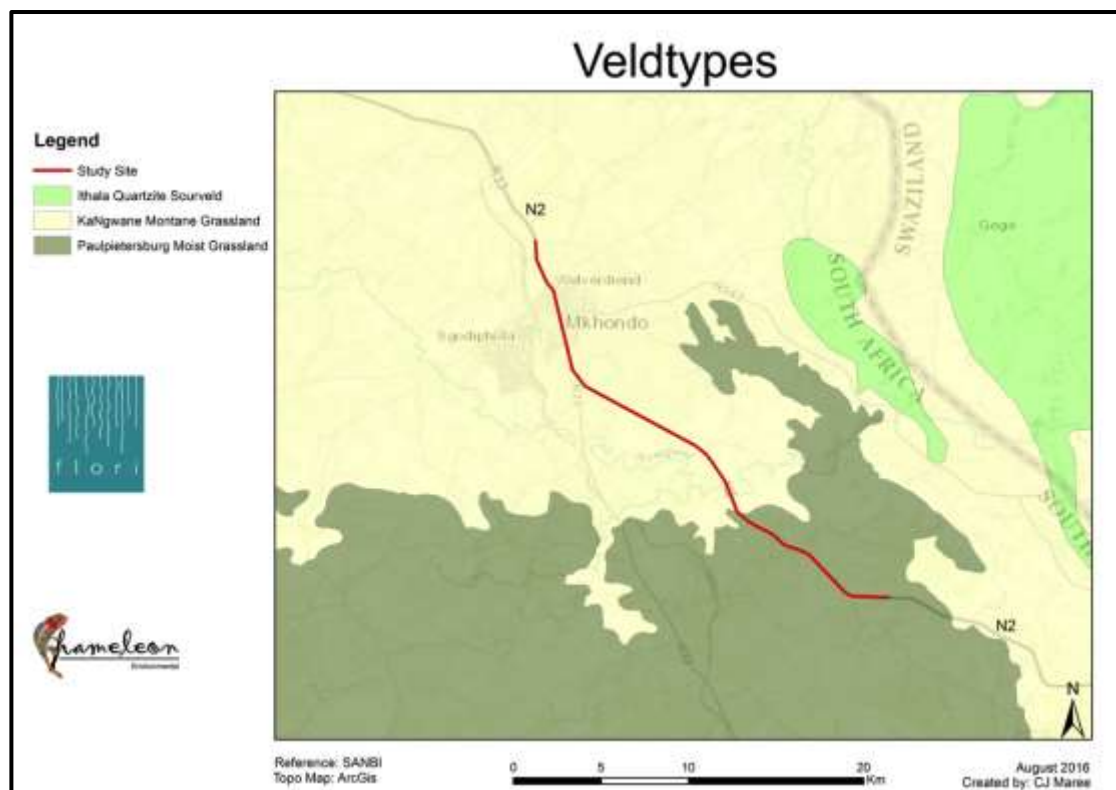 Veldtypes
Legend
Study Site
Ithala Quartzite Sourveld
KaNgwane Montane Grassland
Paulpietersburg Moist Grassland
N2
SWAZILAND
Goge
SOUTH AFRICA
Mkhondo
SOUTH
N2
N
flori
Chameleon
Environmental
Reference: SANBI
Topo Map: ArcGis
0 5 10 20
Km
August 2016
Created by: CJ Maree